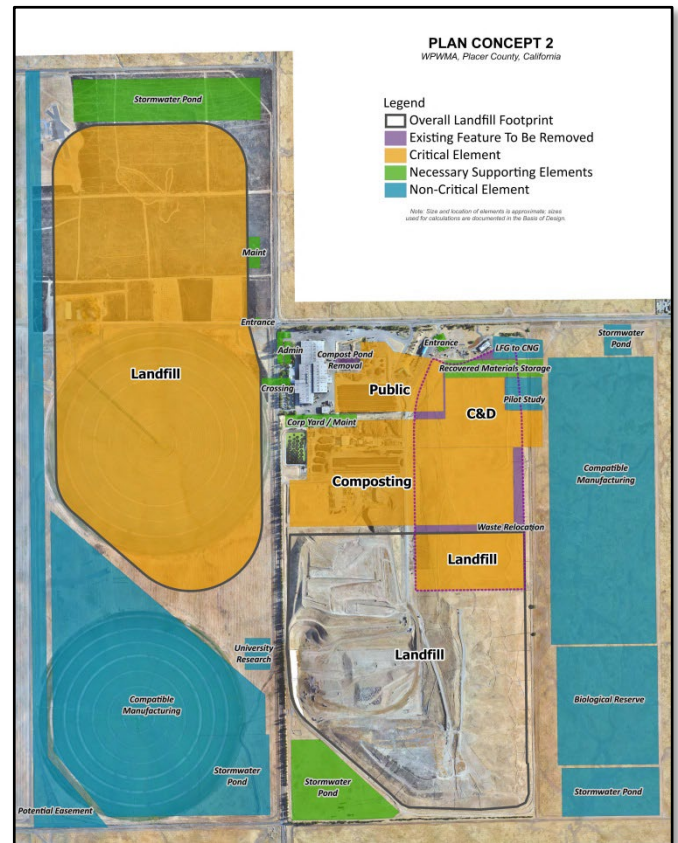 PLAN CONCEPT 2
WPWMA, Placer County, California
Legend
Overall Landfill Footprint
Existing Feature To Be Removed
Critical Element
Necessary Supporting Elements
Non-Critical Element
Note: Size and location of elements is approximate; sizes
used for calculations are documented in the Basis of Design.
Stormwater Pond
Maint
Entrance
Landfill
Admin
Crossing
Compost Pond
Removal
Entrance
LFG to CNG
Stormwater
Pond
Recovered Materials Storage
Public
C&D
Pilot Study
Corp Yard / Maint
Composting
Compatible
Manufacturing
Waste Relocation
Landfill
Landfill
University
Research
Compatible
Manufacturing
Biological Reserve
Stormwater
Pond
Stormwater
Pond
Stormwater Pond
Potential Easement